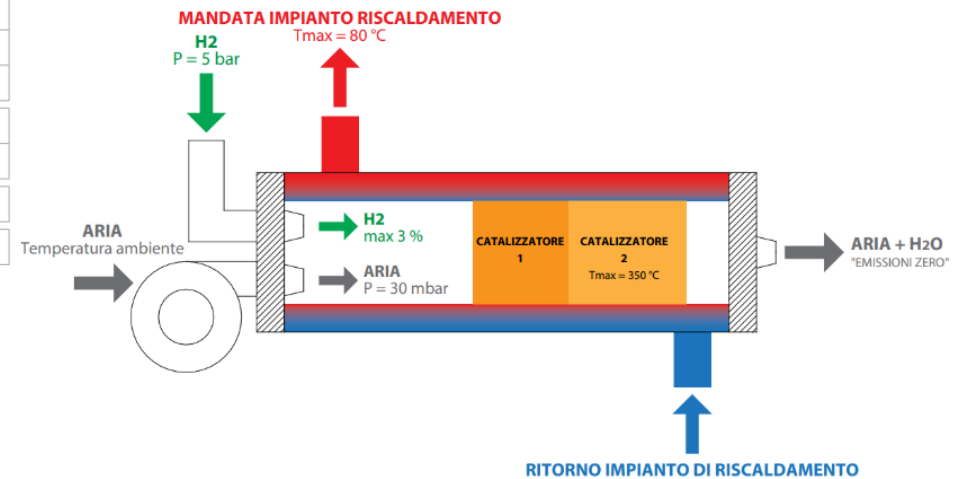 MANDATA IMPIANTO RISCALDAMENTO
Tmax = 80 °C
H2
P = 5 bar
ARIA
Temperatura ambiente
H2
max 3 %
ARIA
P = 30 mbar
CATALIZZATORE
1
CATALIZZATORE
2
Tmax = 350 °C
ARIA + H2O
"EMISSIONI ZERO"
RITORNO IMPIANTO DI RISCALDAMENTO